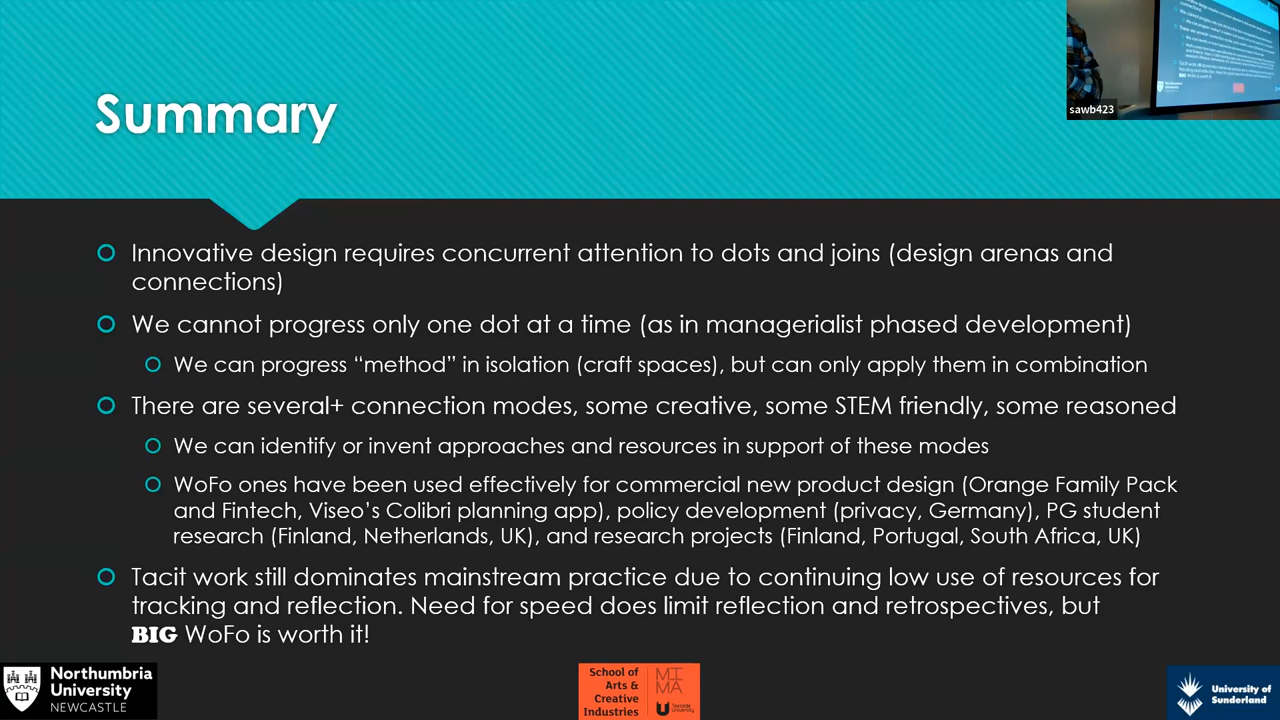 Summary
sawb423
Innovative design requires concurrent attention to dots and joins (design arenas and
connections)
We cannot progress only one dot at a time (as in managerialist phased development)
We can progress “method” in isolation (craft spaces), but can only apply them in combination
There are several+ connection modes, some creative, some STEM friendly, some reasoned
We can identify or invent approaches and resources in support of these modes
WoFo ones have been used effectively for commercial new product design (Orange Family Pack
and Fintech, Viseo’s Colibri planning app), policy development (privacy, Germany), PG student
research (Finland, Netherlands, UK), and research projects (Finland, Portugal, South Africa, UK)
Tacit work still dominates mainstream practice due to continuing low use of resources for
tracking and reflection. Need for speed does limit reflection and retrospectives, but
BIG WoFo is worth it!
Northumbria
University
NEWCASTLE
School of
Arts &
Creative
Industries
MI
MA
Teesside
University
University of
Sunderland